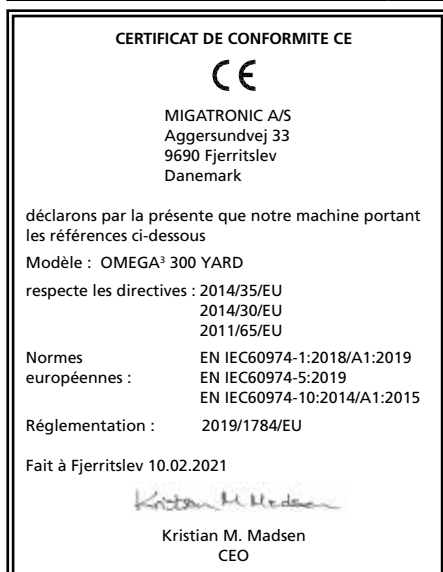 CERTIFICAT DE CONFORMITE CE
CE
MIGATRONIC A/S
Aggersundvej 33
9690 Fjerritslev
Danemark
déclarons par la présente que notre machine portant
les références ci-dessous
Modèle : OMEGA³ 300 YARD
respecte les directives : 2014/35/EU
2014/30/EU
2011/65/EU
Normes EN IEC60974-1:2018/A1:2019
européennes : EN IEC60974-5:2019
EN IEC60974-10:2014/A1:2015
Réglementation : 2019/1784/EU
Fait à Fjerritslev 10.02.2021
Kristian M Madsen
Kristian M. Madsen
CEO